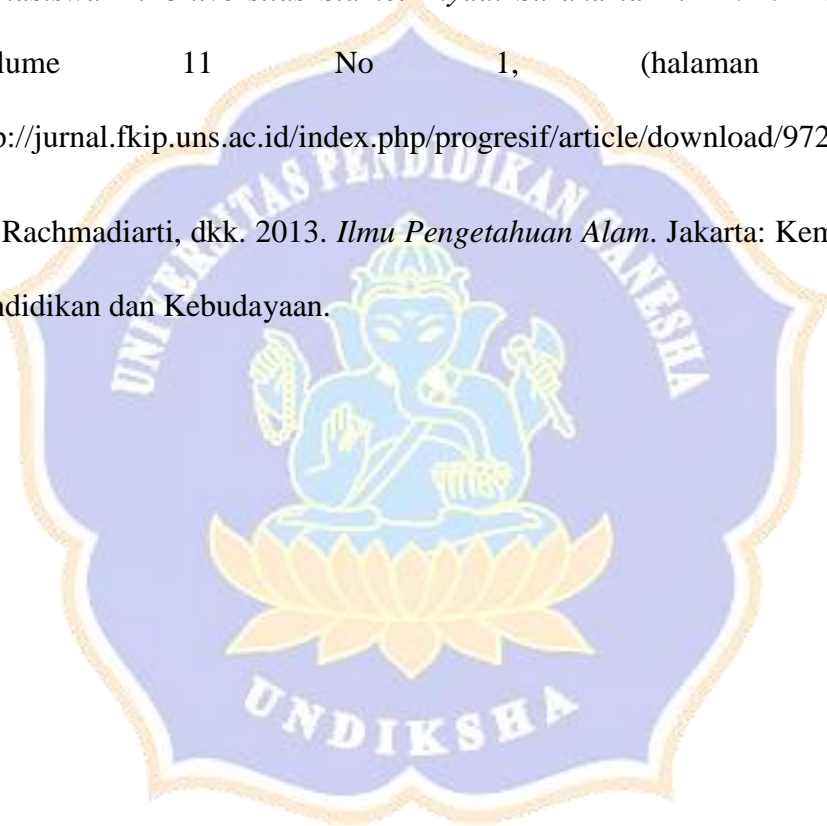 lume 11 No 1, (halaman
p://jurnal.fkip.uns.ac.id/index.php/progresif/article/download/972
Rachmadiarti, dkk. 2013. Ilmu Pengetahuan Alam. Jakarta: Kem
ndidikan dan Kebudayaan.
UNIVERSITAS PENDIDIKAN GANESHA
UNDIKSHA